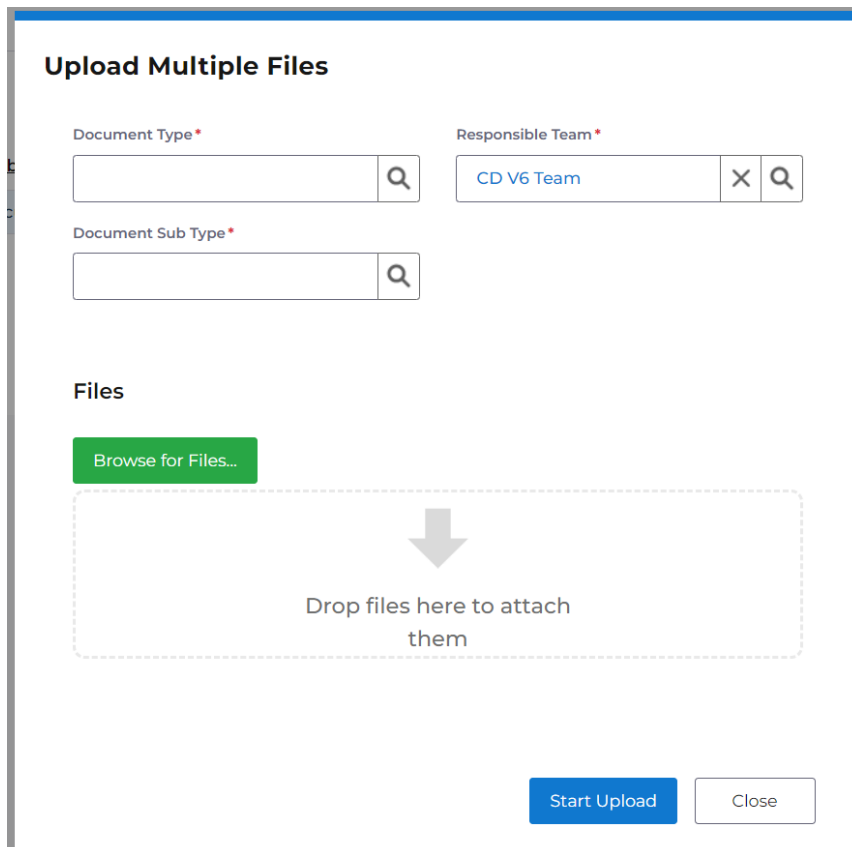 Upload Multiple Files
Document Type*
Responsible Team*
CD V6 Team
Document Sub Type*
Files
Browse for Files...
Drop files here to attach
them
Start Upload
Close